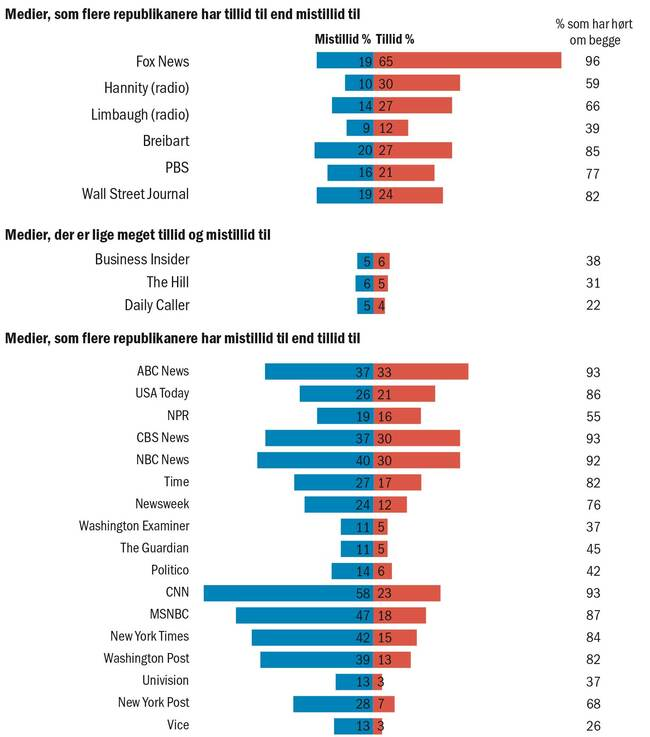 Medier, som flere republikanere har tillid til end mistillid til
% som har hørt
om begge
Mistillid % Tillid %
Fox News 19 65 96
Hannity (radio) 10 30 59
Limbaugh (radio) 14 27 66
Breibart 9 12 39
20 27 85
PBS 16 21 77
Wall Street Journal 19 24 82
Medier, der er lige meget tillid og mistillid til
Business Insider 5 6 38
The Hill 6 5 31
Daily Caller 5 4 22
Medier, som flere republikanere har mistillid til end tillid til
ABC News 37 33 93
USA Today 26 21 86
NPR 19 16 55
CBS News 37 30 93
NBC News 40 30 92
Time 27 17 82
Newsweek 24 12 76
Washington Examiner 11 5 37
The Guardian 11 5 45
Politico 14 6 42
CNN 58 23 93
MSNBC 47 18 87
New York Times 42 15 84
Washington Post 39 13 82
Univision 13 3 37
New York Post 28 7 68
Vice 13 3 26